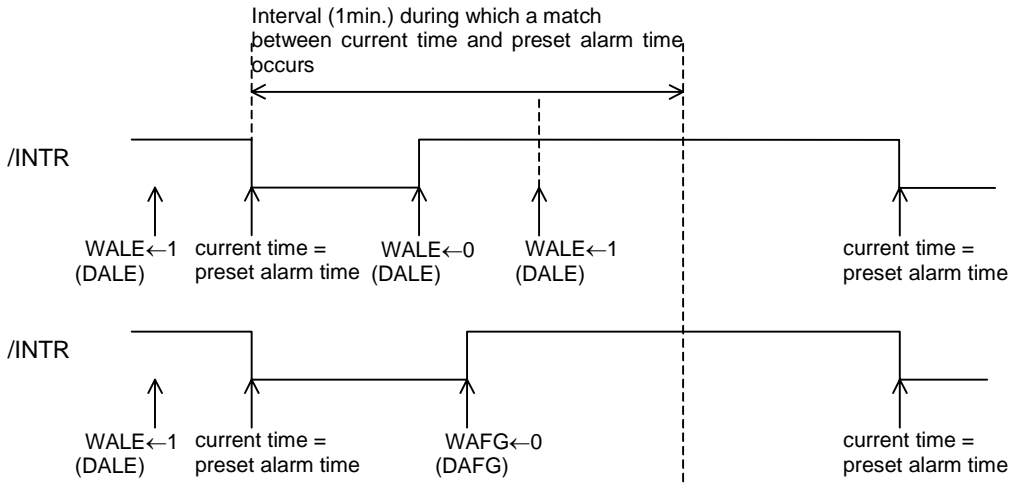 Interval (1min.) during which a match
between current time and preset alarm time
occurs
/INTR
WALE←1 current time = WALE←0 WALE←1 current time =
(DALE) preset alarm time (DALE) (DALE) preset alarm time
/INTR
WALE←1 current time = WAFG←0 current time =
(DALE) preset alarm time (DAFG) preset alarm time